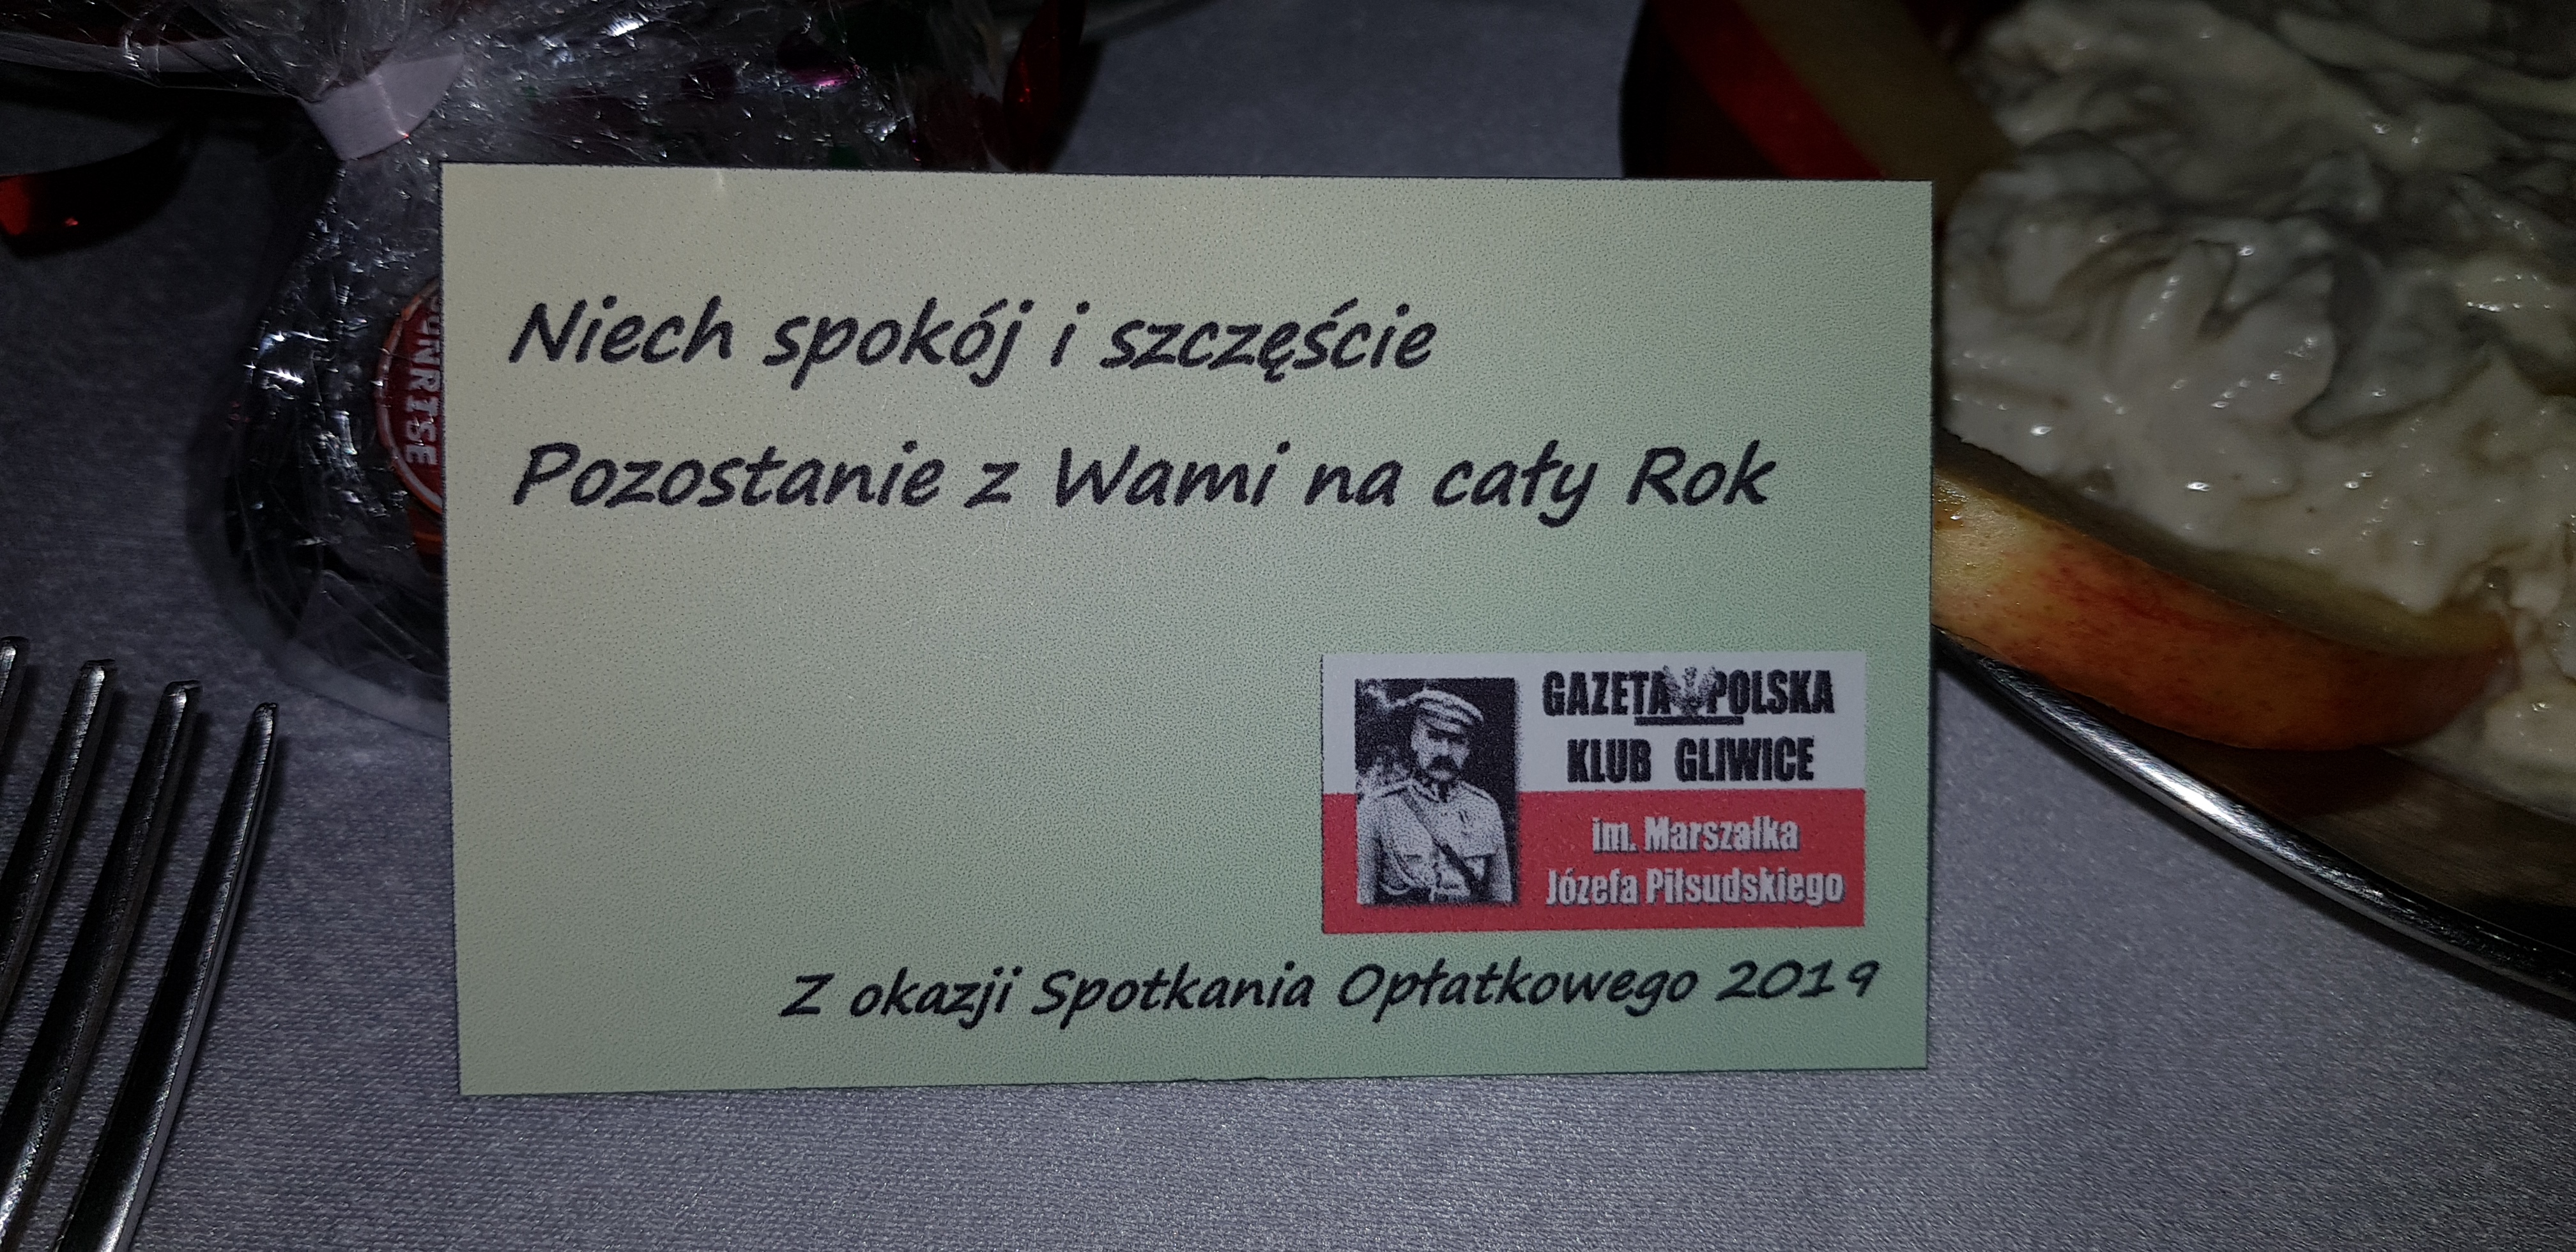 Niech spokój i szczęście
Pozostanie z Wami na cały Rok
GAZETA POLSKA
KLUB GLIWICE
im. Marszałka
Józefa Piłsudskiego
Z okazji Spotkania Opłatkowego 2019